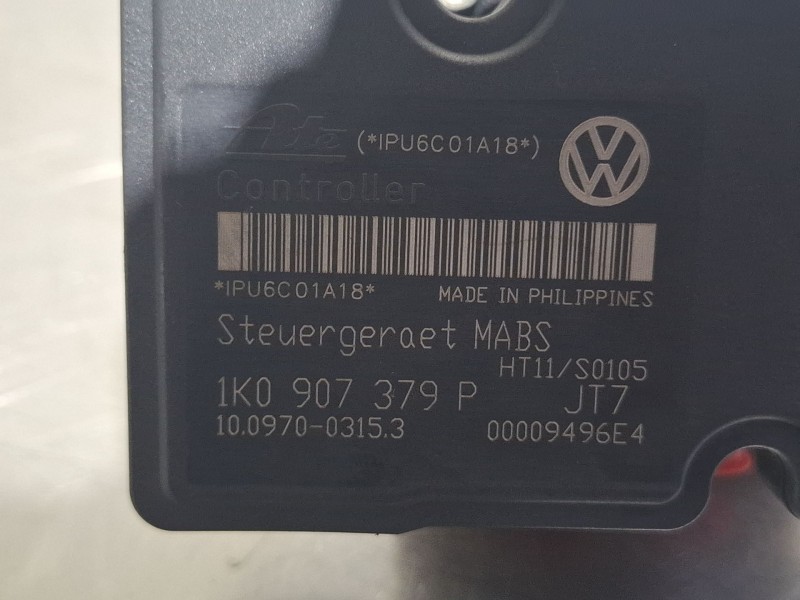 Ate (*IPU6C01A18*)
Controller
*IPU6C01A18* MADE IN PHILIPPINES
Steuergeraet MABS
HT11/S0105
1K0 907 379 P JT7
10.0970-0315.3 00009496E4